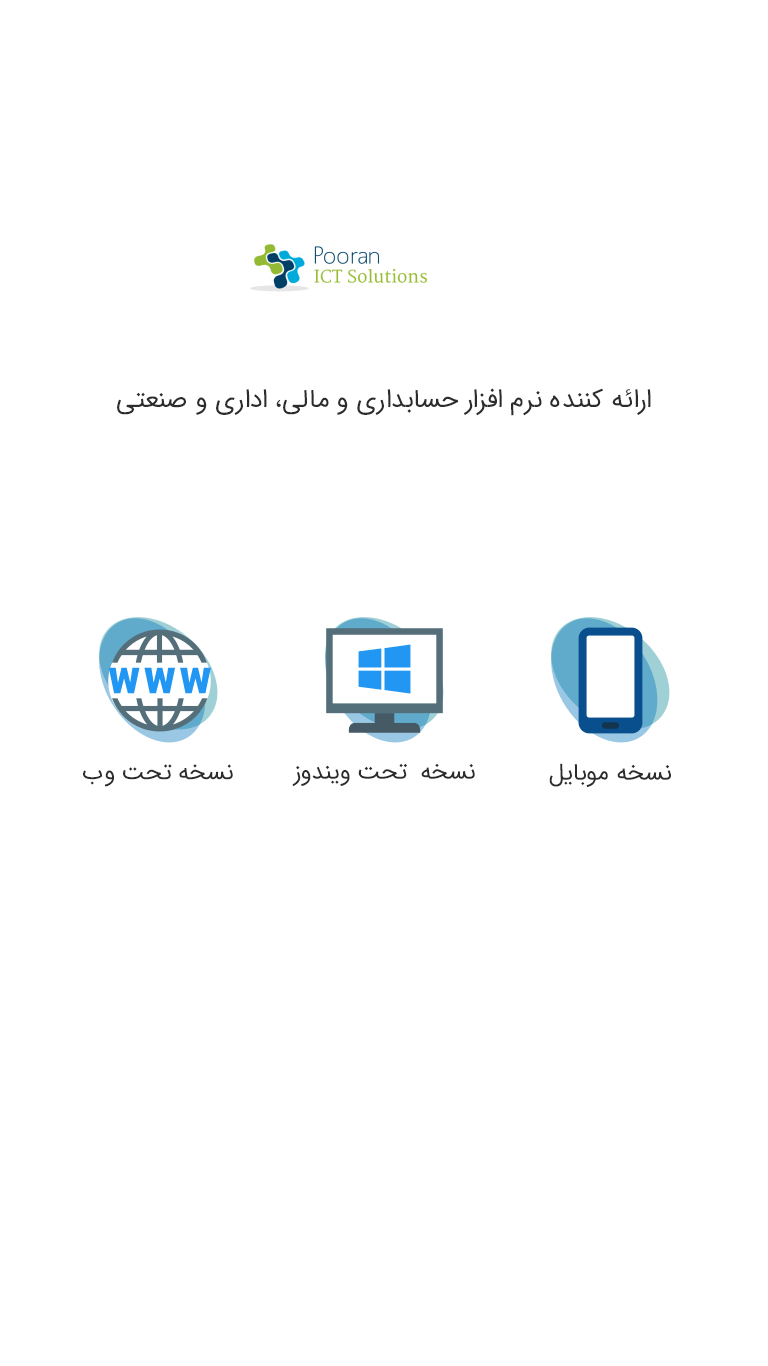 Pooran
ICT Solutions
ارائه کننده نرم افزار حسابداری و مالی، اداری و صنعتی
WWW
نسخه موبایل
نسخه تحت ویندوز
نسخه تحت وب